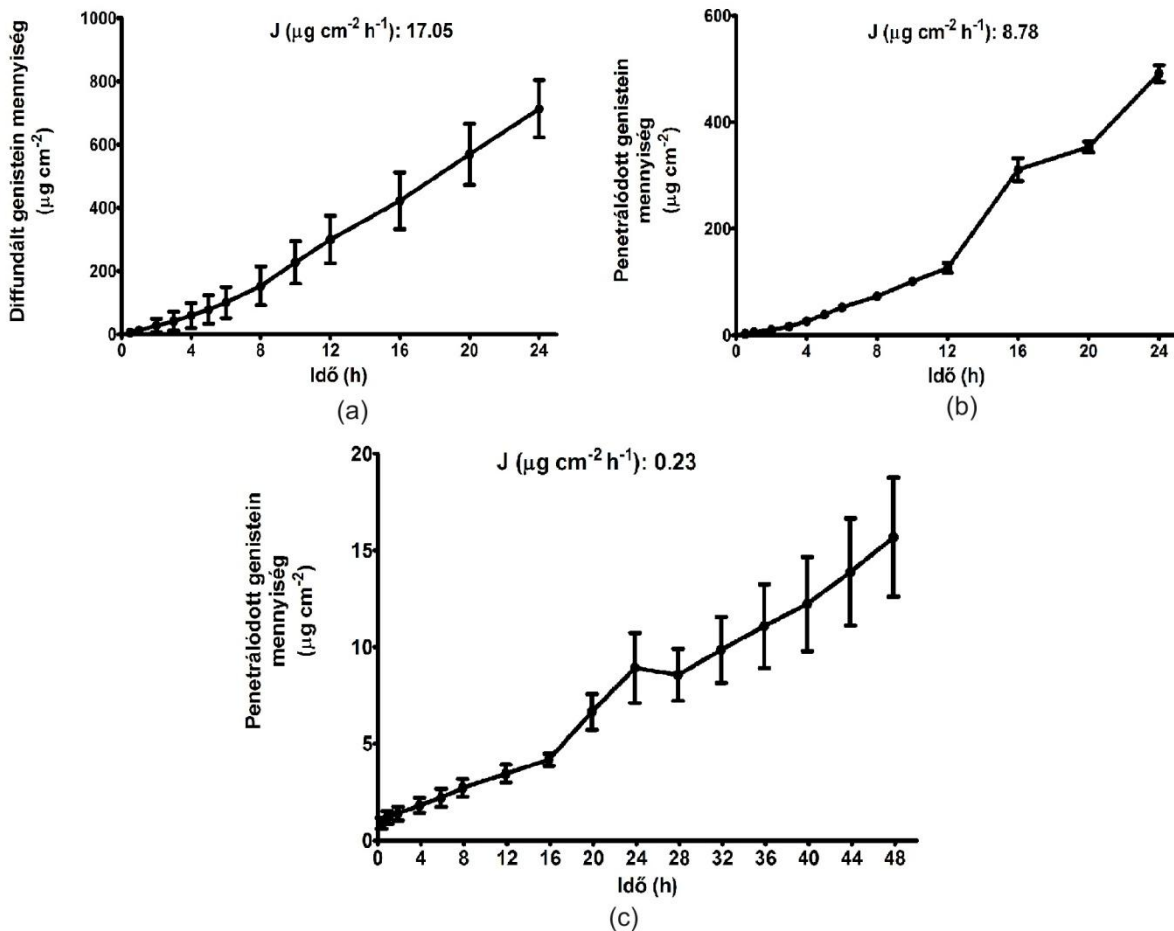 J (μg cm⁻² h⁻¹): 17.05
Diffundált genistein mennyiség
(μg cm⁻²)
1000
800
600
400
200
0
0 4 8 12 16 20 24
Idő (h)
(a)
J (μg cm⁻² h⁻¹): 8.78
Penetrálódott genistein
mennyiség
(μg cm⁻²)
600
400
200
0
0 4 8 12 16 20 24
Idő (h)
(b)
J (μg cm⁻² h⁻¹): 0.23
Penetrálódott genistein
mennyiség
(μg cm⁻²)
20
15
10
5
0
0 4 8 12 16 20 24 28 32 36 40 44 48
Idő (h)
(c)